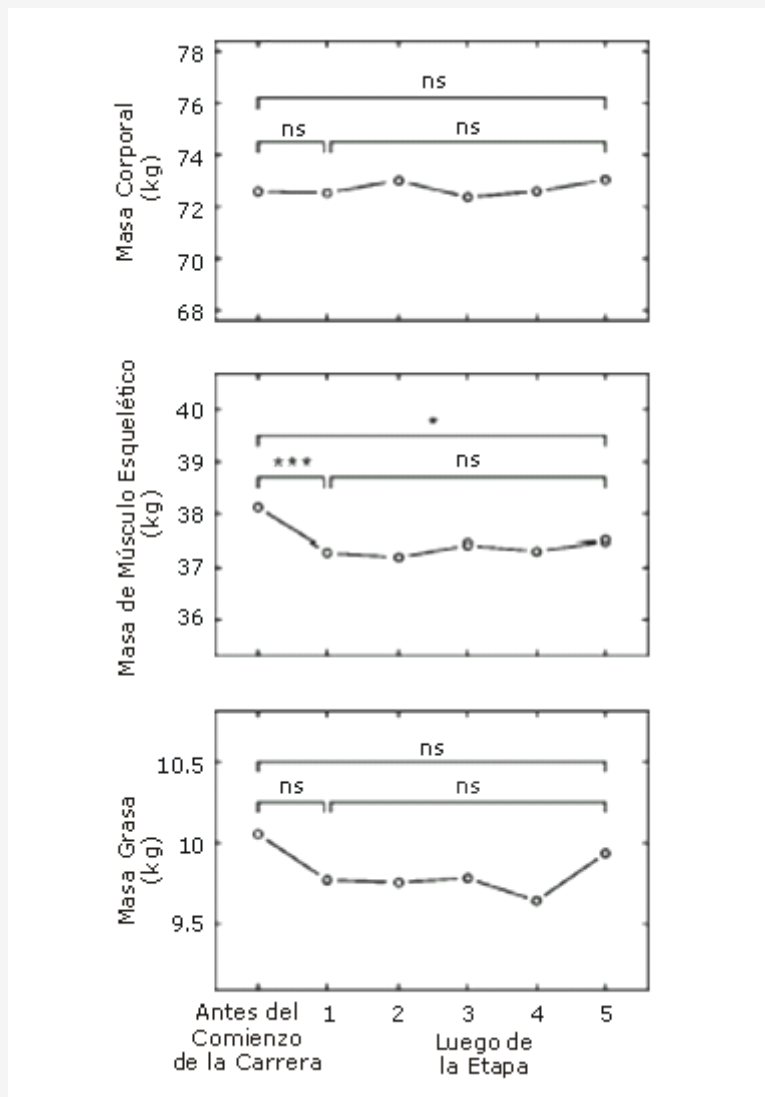 78
76
74
72
70
68
Masa Corporal
(kg)
ns
ns
ns
40
39
38
37
36
Masa de Músculo Esquelético
(kg)
*
***
ns
10.5
10
9.5
Masa Grasa
(kg)
ns
ns
ns
Antes del
Comienzo
de la Carrera
1
2
3
4
5
Luego de
la Etapa